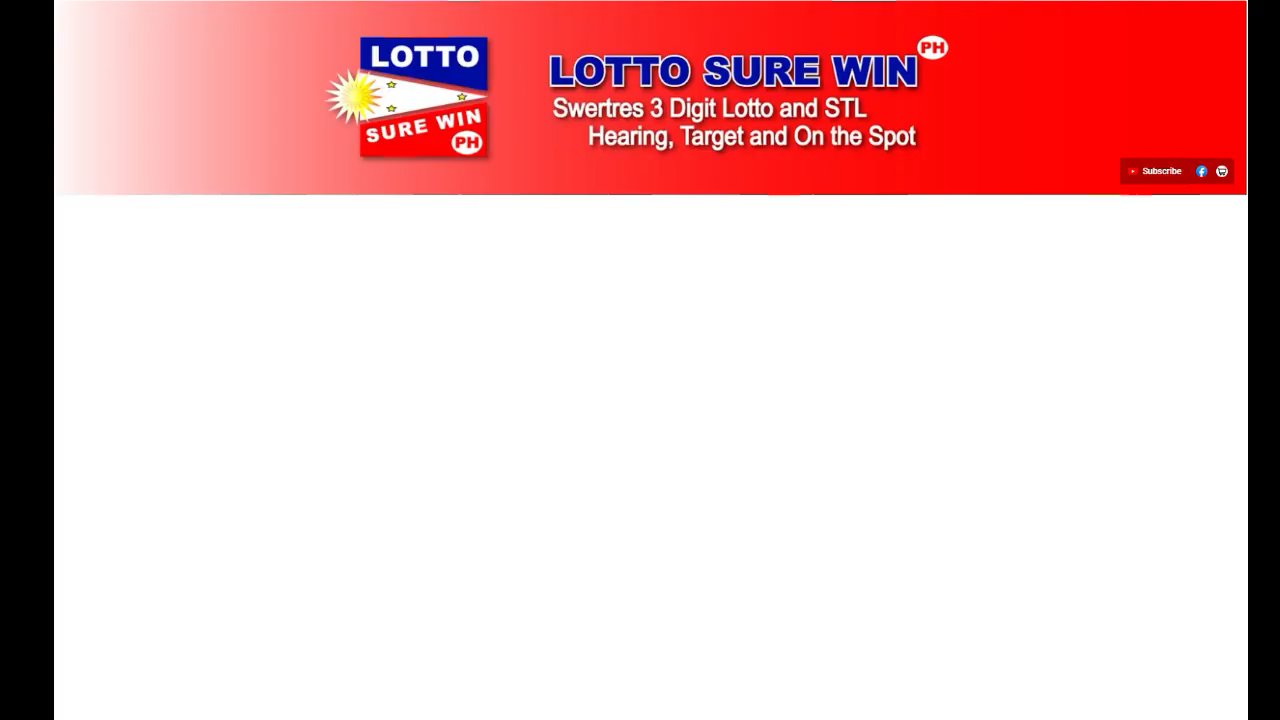 LOTTO
SURE WIN
PH
LOTTO SURE WIN PH
Swertres 3 Digit Lotto and STL
Hearing, Target and On the Spot
Subscribe